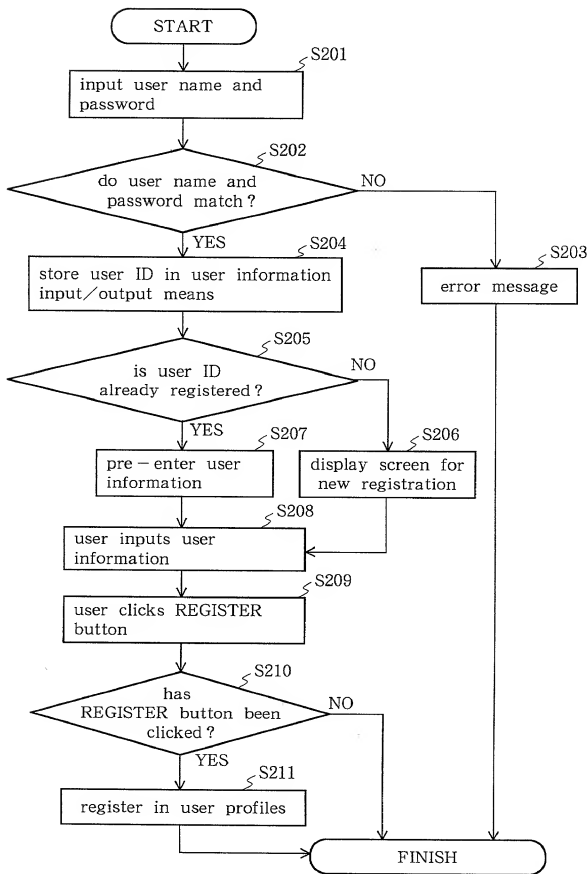 START
S201
input user name and
password
S202
do user name and
password match?
NO
YES
S204
store user ID in user information
input/output means
S203
error message
S205
is user ID
already registered?
NO
YES
S207
pre-enter user
information
S206
display screen for
new registration
S208
user inputs user
information
S209
user clicks REGISTER
button
S210
has
REGISTER button been
clicked?
NO
YES
S211
register in user profiles
FINISH